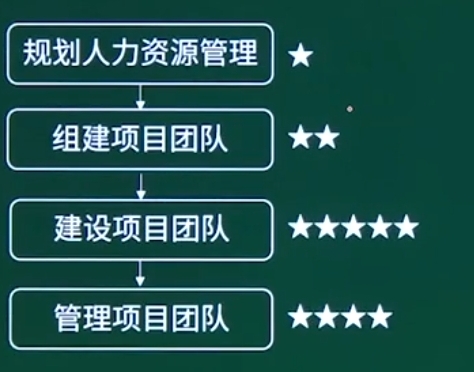 规划人力资源管理 ★
组建项目团队 ★★
建设项目团队 ★★★★★
管理项目团队 ★★★★